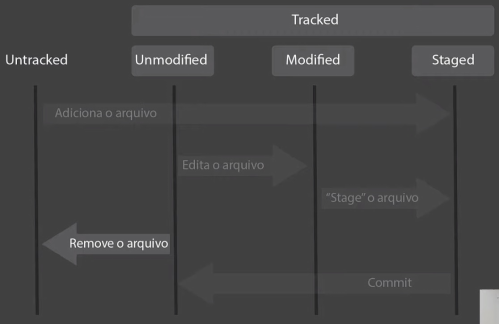 Tracked
Untracked
Unmodified
Modified
Staged
Adiciona o arquivo
Edita o arquivo
"Stage" o arquivo
Remove o arquivo
Commit